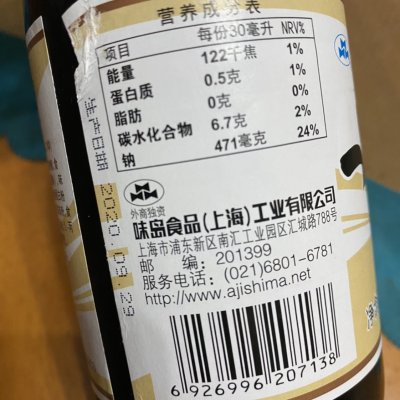 营养成分表
项目 每份30毫升 NRV%
能量 122千焦 1%
蛋白质 0.5克 1%
脂肪 0克 0%
碳水化合物 6.7克 2%
钠 471毫克 24%
生产日期
2020.09.29
外商独资
味岛食品(上海)工业有限公司
上海市浦东新区南汇工业园区汇城路788号
邮 编: 201399
服务电话: (021)6801-6781
http://www.ajishima.net
6 926996 207138